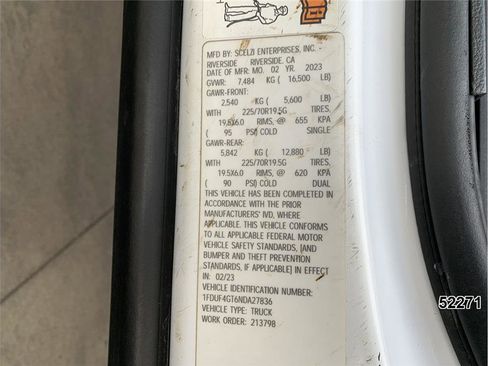 MFD BY: SCELZI ENTERPRISES, INC. -
RIVERSIDE RIVERSIDE, CA
DATE OF MFR: MO. 02 YR. 2023
GVWR: 7,484 KG ( 16,500 LB)
GAWR-FRONT:
2,540 KG ( 5,600 LB)
WITH 225/70R19.5G TIRES,
19.5X6.0 RIMS, @ 655 KPA
( 95 PSI) COLD SINGLE
GAWR-REAR:
5,842 KG ( 12,880 LB)
WITH 225/70R19.5G TIRES,
19.5X6.0 RIMS, @ 620 KPA
( 90 PSI) COLD DUAL
THIS VEHICLE HAS BEEN COMPLETED IN
ACCORDANCE WITH THE PRIOR
MANUFACTURERS' IVD, WHERE
APPLICABLE. THIS VEHICLE CONFORMS
TO ALL APPLICABLE FEDERAL MOTOR
VEHICLE SAFETY STANDARDS, [AND
BUMPER AND THEFT PREVENTION
STANDARDS, IF APPLICABLE] IN EFFECT
IN: 02/23
VEHICLE IDENTIFICATION NUMBER:
1FDUF4GT6NDA27836
VEHICLE TYPE: TRUCK
WORK ORDER: 213798
52271